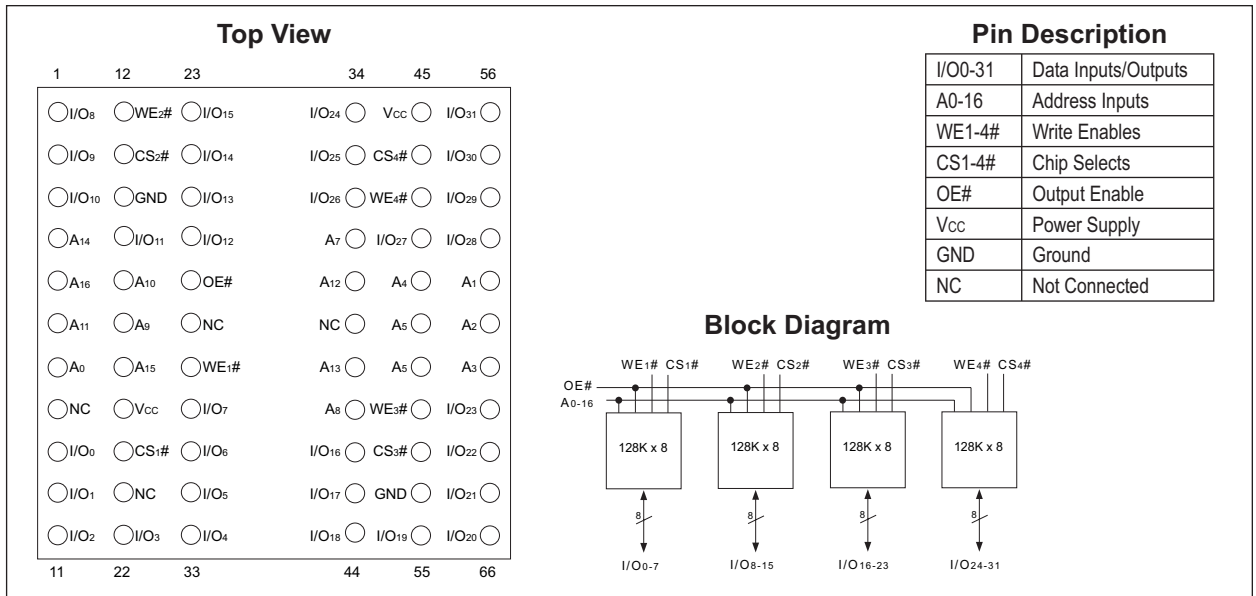 Top View
1 12 23 34 45 56
I/O8 WE2# I/O15 I/O24 Vcc I/O31
I/O9 CS2# I/O14 I/O25 CS4# I/O30
I/O10 GND I/O13 I/O26 WE4# I/O29
A14 I/O11 I/O12 A7 I/O27 I/O28
A16 A10 OE# A12 A4 A1
A11 A9 NC NC A5 A2
A0 A15 WE1# A13 A5 A3
NC Vcc I/O7 A8 WE3# I/O23
I/O0 CS1# I/O6 I/O16 CS3# I/O22
I/O1 NC I/O5 I/O17 GND I/O21
I/O2 I/O3 I/O4 I/O18 I/O19 I/O20
11 22 33 44 55 66
Pin Description
I/O0-31 Data Inputs/Outputs
A0-16 Address Inputs
WE1-4# Write Enables
CS1-4# Chip Selects
OE# Output Enable
Vcc Power Supply
GND Ground
NC Not Connected
Block Diagram
WE1# CS1# WE2# CS2# WE3# CS3# WE4# CS4#
OE#
A0-16
128K x 8 128K x 8 128K x 8 128K x 8
8 8 8 8
I/O0-7 I/O8-15 I/O16-23 I/O24-31